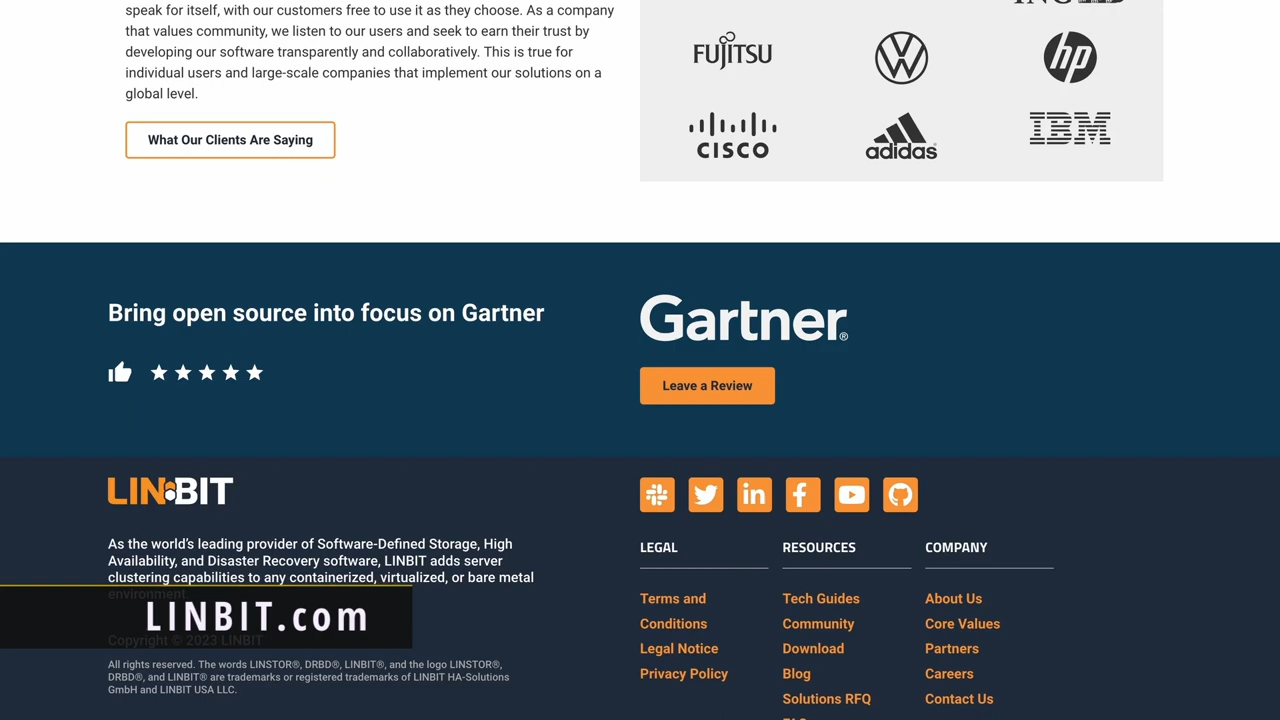 speak for itself, with our customers free to use it as they choose. As a company
that values community, we listen to our users and seek to earn their trust by
developing our software transparently and collaboratively. This is true for
individual users and large-scale companies that implement our solutions on a
global level.
What Our Clients Are Saying
ING
FUJITSU
hp
CISCO
adidas
IBM
Bring open source into focus on Gartner
Gartner®
Leave a Review
LINBIT
As the world's leading provider of Software-Defined Storage, High
Availability, and Disaster Recovery software, LINBIT adds server
clustering capabilities to any containerized, virtualized, or bare metal
environment.
LINBIT.com
Copyright © 2023 LINBIT
All rights reserved. The words LINSTOR®, DRBD®, LINBIT®, and the logo LINSTOR®,
DRBD®, and LINBIT® are trademarks or registered trademarks of LINBIT HA-Solutions
GmbH and LINBIT USA LLC.
in
LEGAL
Terms and
Conditions
Legal Notice
Privacy Policy
RESOURCES
Tech Guides
Community
Download
Blog
Solutions RFQ
FAQ
COMPANY
About Us
Core Values
Partners
Careers
Contact Us